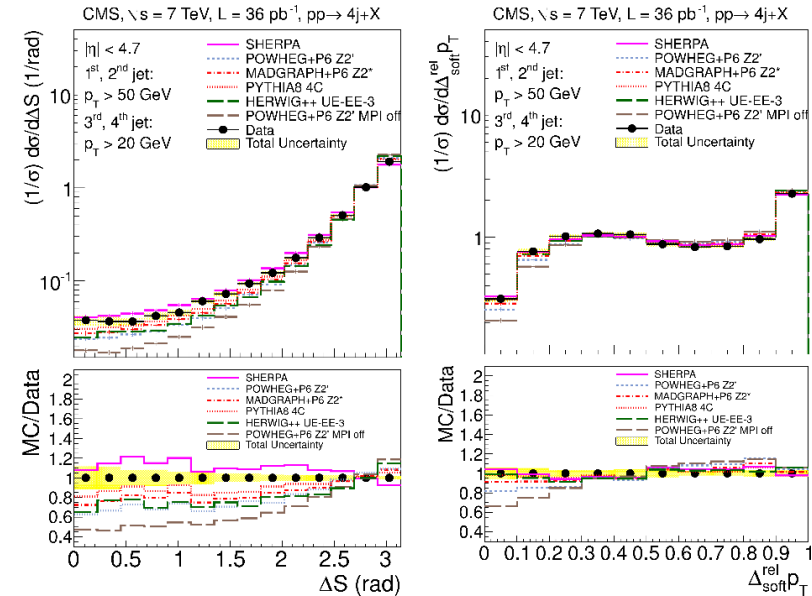 CMS, √s = 7 TeV, L = 36 pb⁻¹, pp→ 4j+X
(1/σ) dσ/dΔS (1/rad)
|η| < 4.7
1st, 2nd jet:
p_T > 50 GeV
3rd, 4th jet:
p_T > 20 GeV
SHERPA
POWHEG+P6 Z2'
MADGRAPH+P6 Z2*
PYTHIA8 4C
HERWIG++ UE-EE-3
POWHEG+P6 Z2' MPI off
Data
Total Uncertainty
10
1
10⁻¹
MC/Data
SHERPA
POWHEG+P6 Z2'
MADGRAPH+P6 Z2*
PYTHIA8 4C
HERWIG++ UE-EE-3
POWHEG+P6 Z2' MPI off
Total Uncertainty
2
1.8
1.6
1.4
1.2
1
0.8
0.6
0.4
0 0.5 1 1.5 2 2.5 3
ΔS (rad)
CMS, √s = 7 TeV, L = 36 pb⁻¹, pp→ 4j+X
(1/σ) dσ/dΔ^rel_soft p_T
|η| < 4.7
1st, 2nd jet:
p_T > 50 GeV
3rd, 4th jet:
p_T > 20 GeV
SHERPA
POWHEG+P6 Z2'
MADGRAPH+P6 Z2*
PYTHIA8 4C
HERWIG++ UE-EE-3
POWHEG+P6 Z2' MPI off
Data
Total Uncertainty
10
1
MC/Data
SHERPA
POWHEG+P6 Z2'
MADGRAPH+P6 Z2*
PYTHIA8 4C
HERWIG++ UE-EE-3
POWHEG+P6 Z2' MPI off
Total Uncertainty
2
1.8
1.6
1.4
1.2
1
0.8
0.6
0.4
0 0.1 0.2 0.3 0.4 0.5 0.6 0.7 0.8 0.9 1
Δ^rel_soft p_T